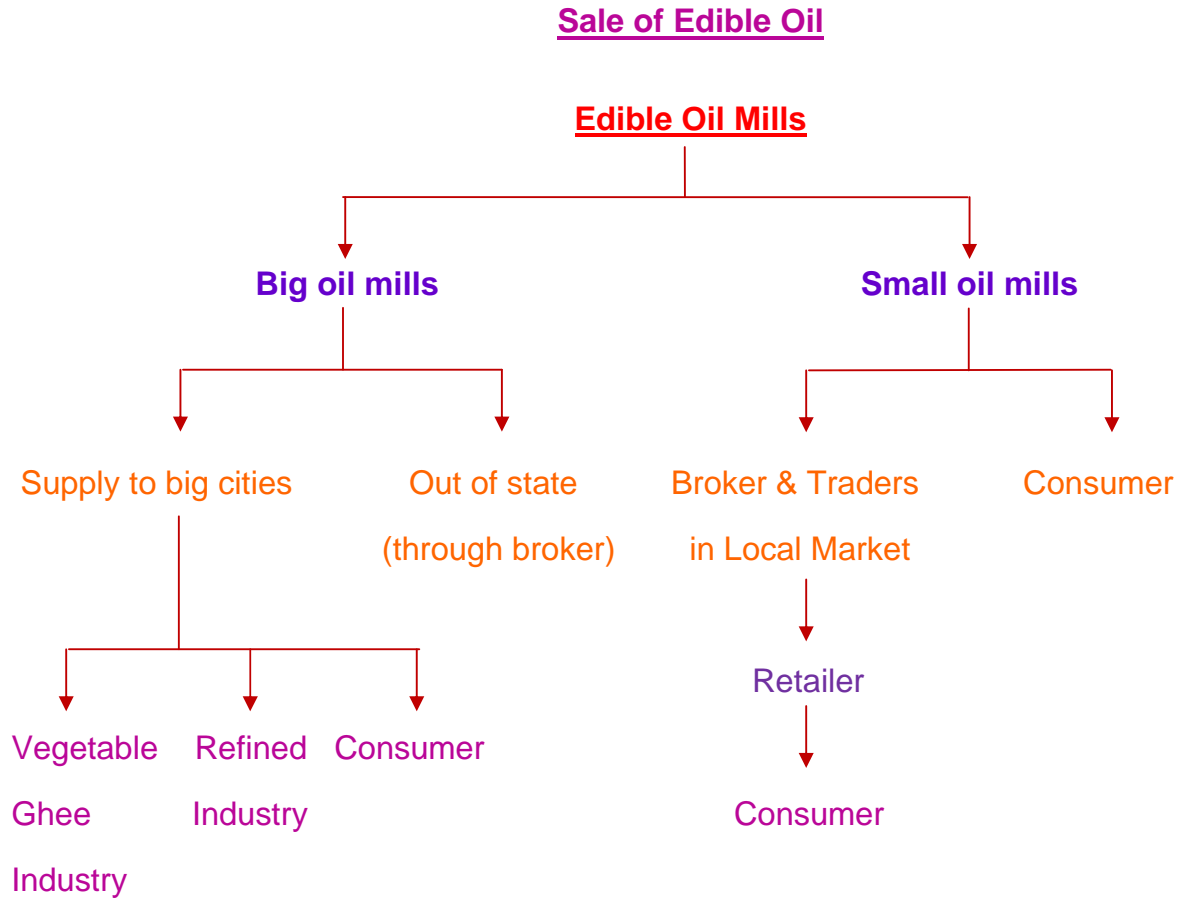 Sale of Edible Oil
Edible Oil Mills
Big oil mills
Small oil mills
Supply to big cities
Out of state
(through broker)
Broker & Traders
in Local Market
Consumer
Retailer
Vegetable
Ghee
Industry
Refined
Industry
Consumer
Consumer